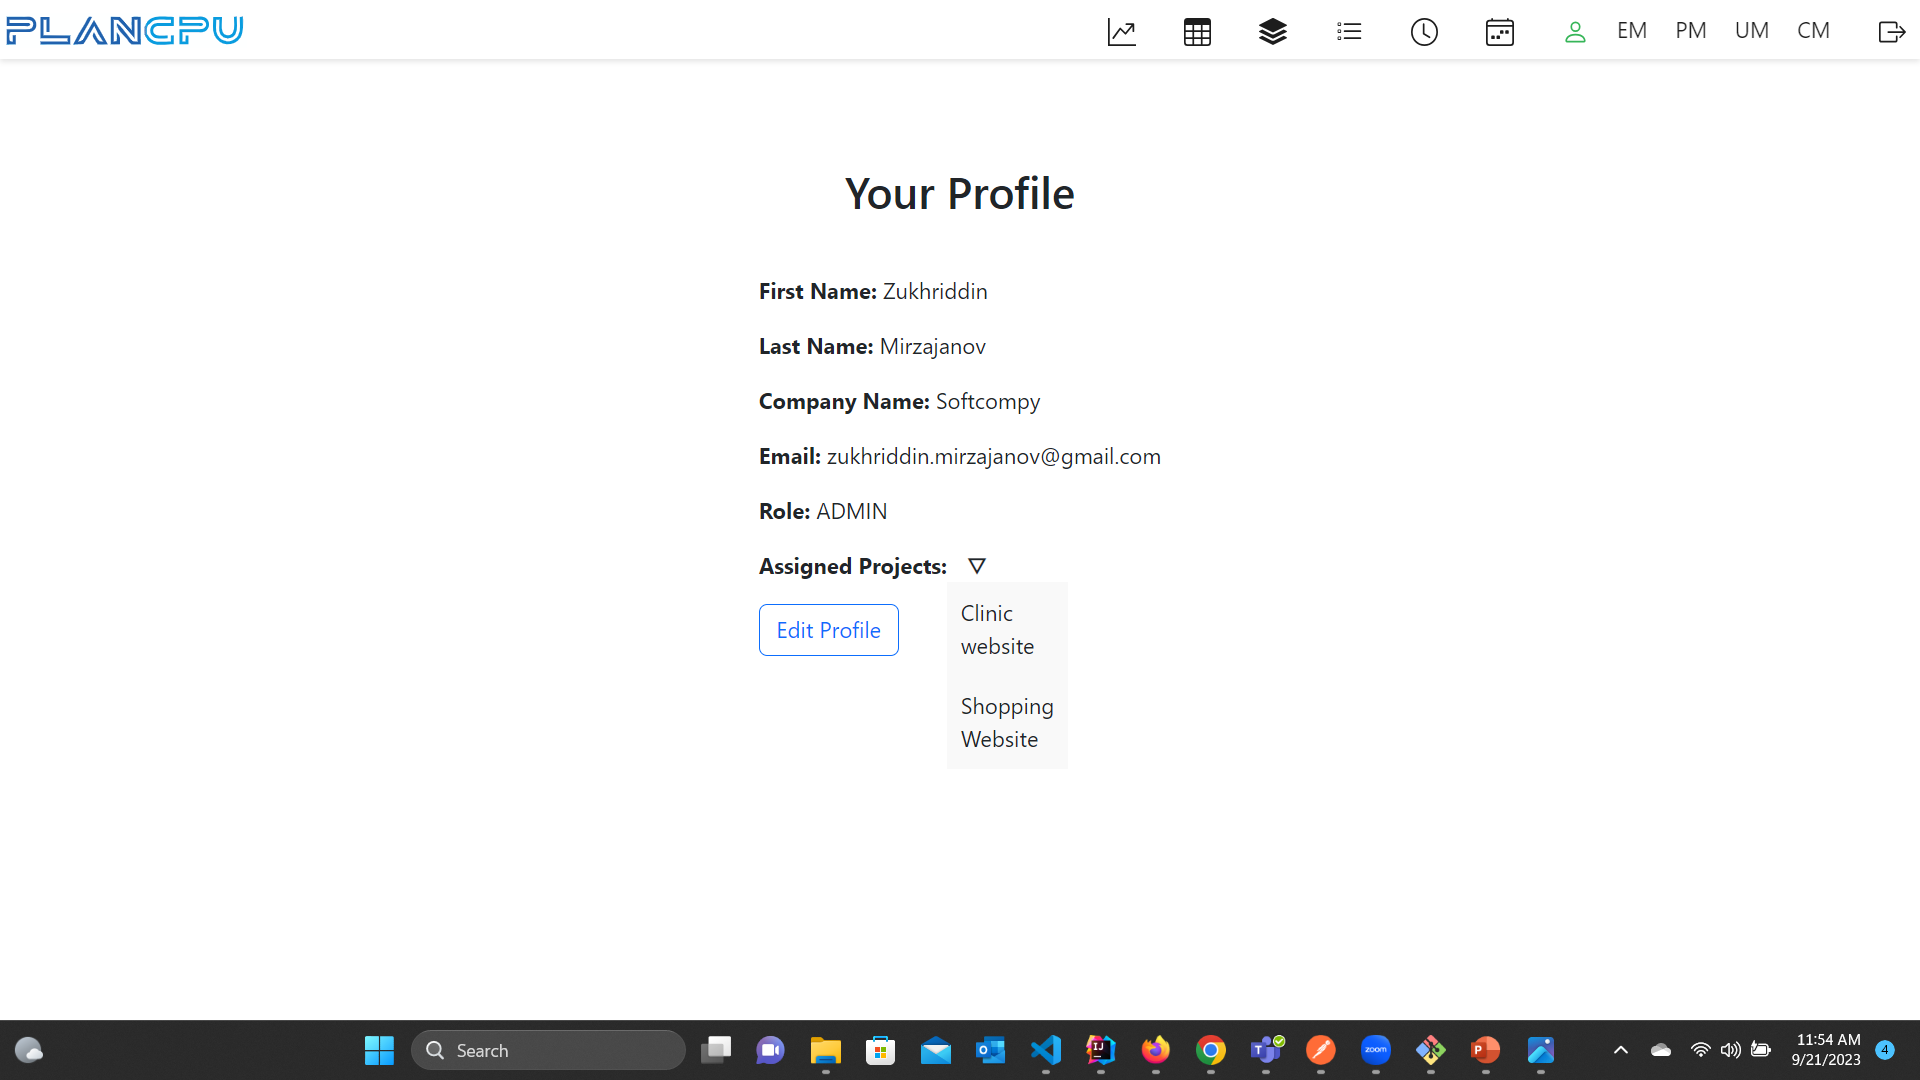 PLANCPU
EM PM UM CM
Your Profile
First Name: Zukhriddin
Last Name: Mirzajanov
Company Name: Softcompy
Email: zukhriddin.mirzajanov@gmail.com
Role: ADMIN
Assigned Projects:
Edit Profile
Clinic
website
Shopping
Website
Search
zoom
11:54 AM
9/21/2023
4